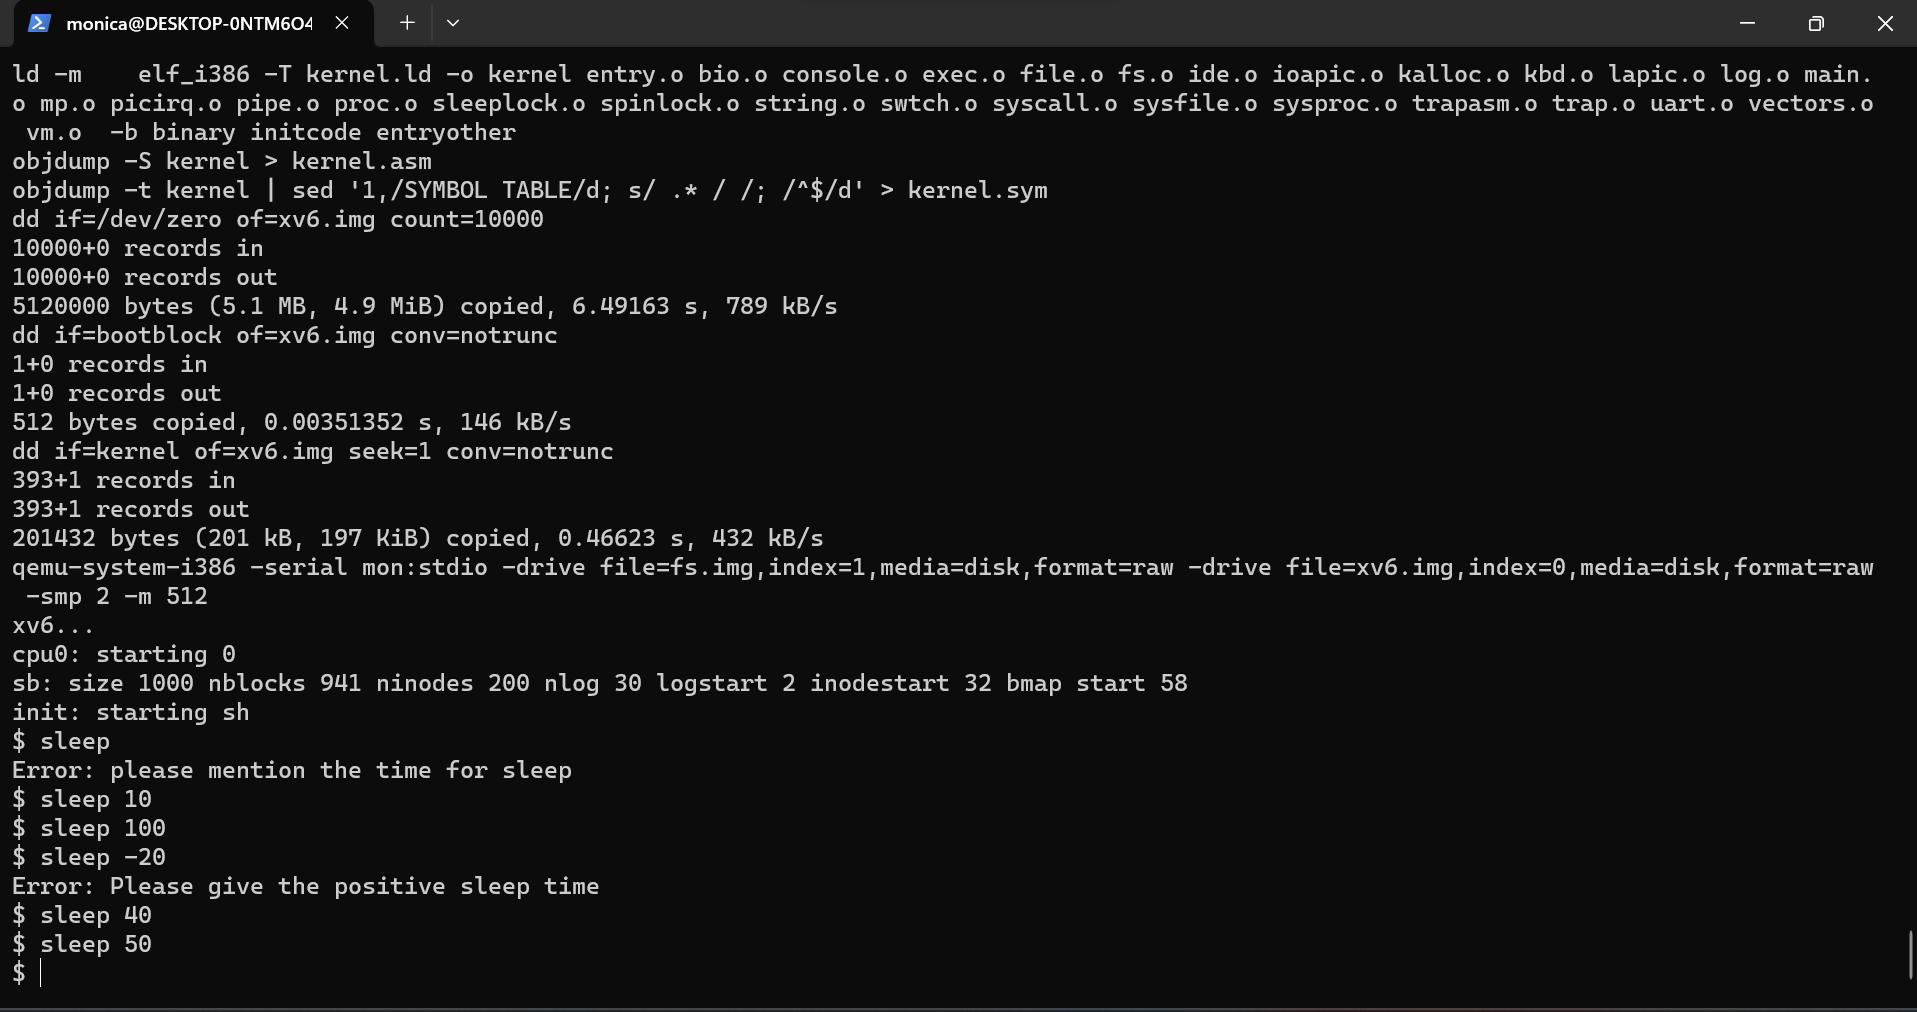 monica@DESKTOP-0NTM6O4
ld -m    elf_i386 -T kernel.ld -o kernel entry.o bio.o console.o exec.o file.o fs.o ide.o ioapic.o kalloc.o kbd.o lapic.o log.o main.
o mp.o picirq.o pipe.o proc.o sleeplock.o spinlock.o string.o swtch.o syscall.o sysfile.o sysproc.o trapasm.o trap.o uart.o vectors.o
 vm.o  -b binary initcode entryother
objdump -S kernel > kernel.asm
objdump -t kernel | sed '1,/SYMBOL TABLE/d; s/ .* / /; /^$/d' > kernel.sym
dd if=/dev/zero of=xv6.img count=10000
10000+0 records in
10000+0 records out
5120000 bytes (5.1 MB, 4.9 MiB) copied, 6.49163 s, 789 kB/s
dd if=bootblock of=xv6.img conv=notrunc
1+0 records in
1+0 records out
512 bytes copied, 0.00351352 s, 146 kB/s
dd if=kernel of=xv6.img seek=1 conv=notrunc
393+1 records in
393+1 records out
201432 bytes (201 kB, 197 KiB) copied, 0.46623 s, 432 kB/s
qemu-system-i386 -serial mon:stdio -drive file=fs.img,index=1,media=disk,format=raw -drive file=xv6.img,index=0,media=disk,format=raw
 -smp 2 -m 512
xv6...
cpu0: starting 0
sb: size 1000 nblocks 941 ninodes 200 nlog 30 logstart 2 inodestart 32 bmap start 58
init: starting sh
$ sleep
Error: please mention the time for sleep
$ sleep 10
$ sleep 100
$ sleep -20
Error: Please give the positive sleep time
$ sleep 40
$ sleep 50
$